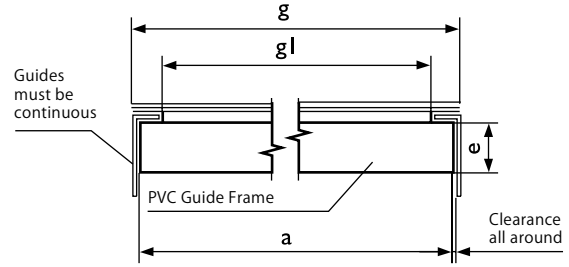 g
gl
Guides
must be
continuous
e
PVC Guide Frame
a
Clearance
all around